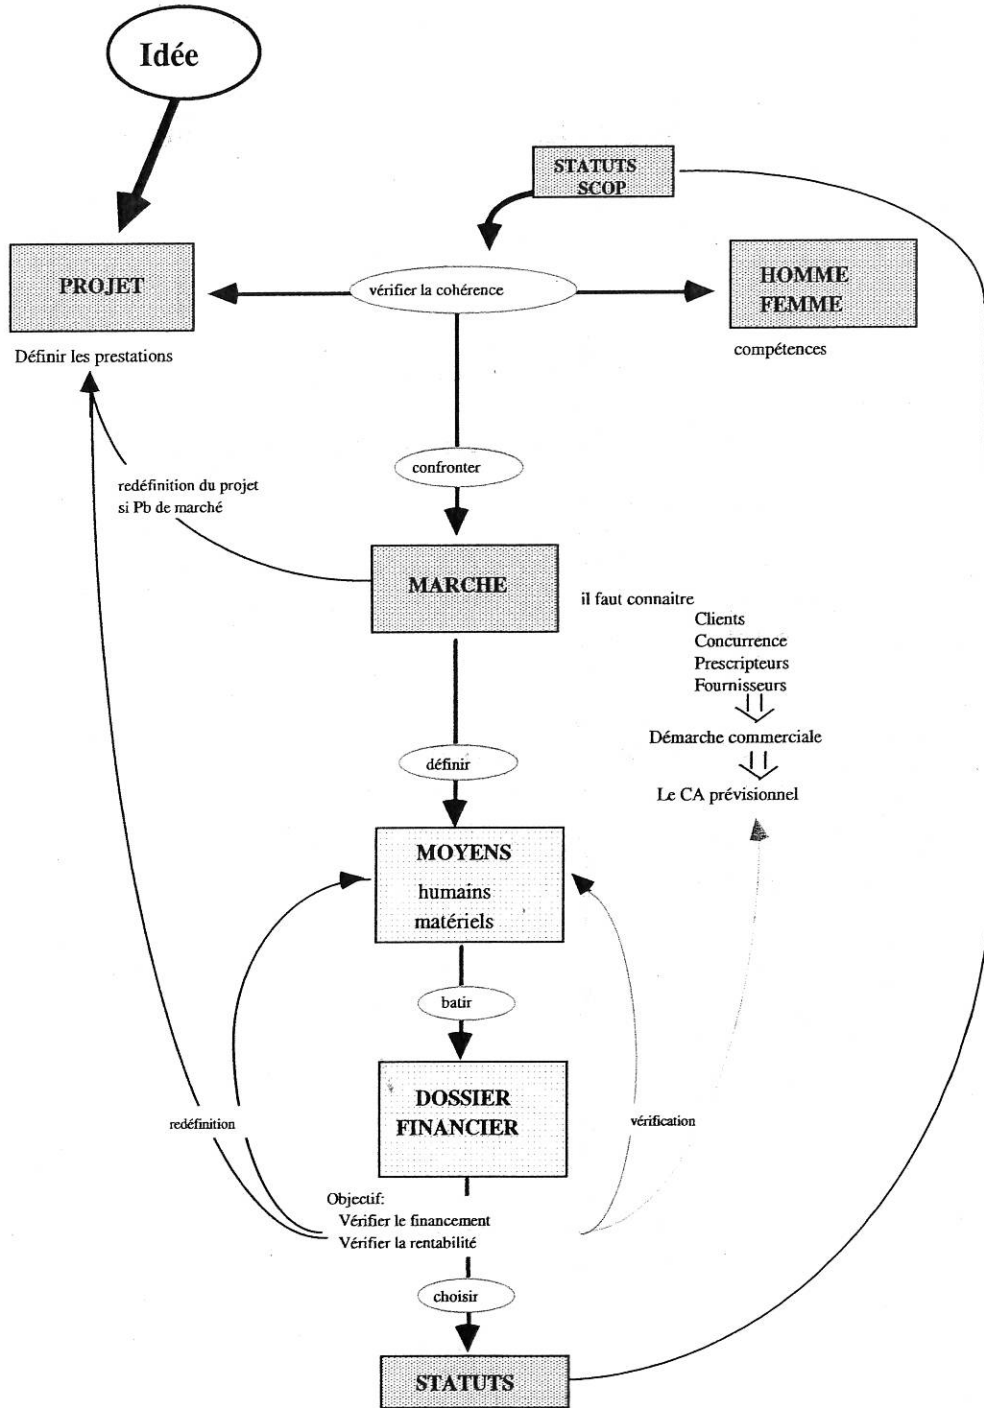 Idée
STATUTS
SCOP
PROJET
vérifier la cohérence
HOMME
FEMME
Définir les prestations
compétences
confronter
redéfinition du projet
si Pb de marché
MARCHE
il faut connaitre
Clients
Concurrence
Prescripteurs
Fournisseurs
Démarche commerciale
définir
Le CA prévisionnel
MOYENS
humains
matériels
batir
DOSSIER
FINANCIER
redéfinition
vérification
Objectif:
Vérifier le financement
Vérifier la rentabilité
choisir
STATUTS